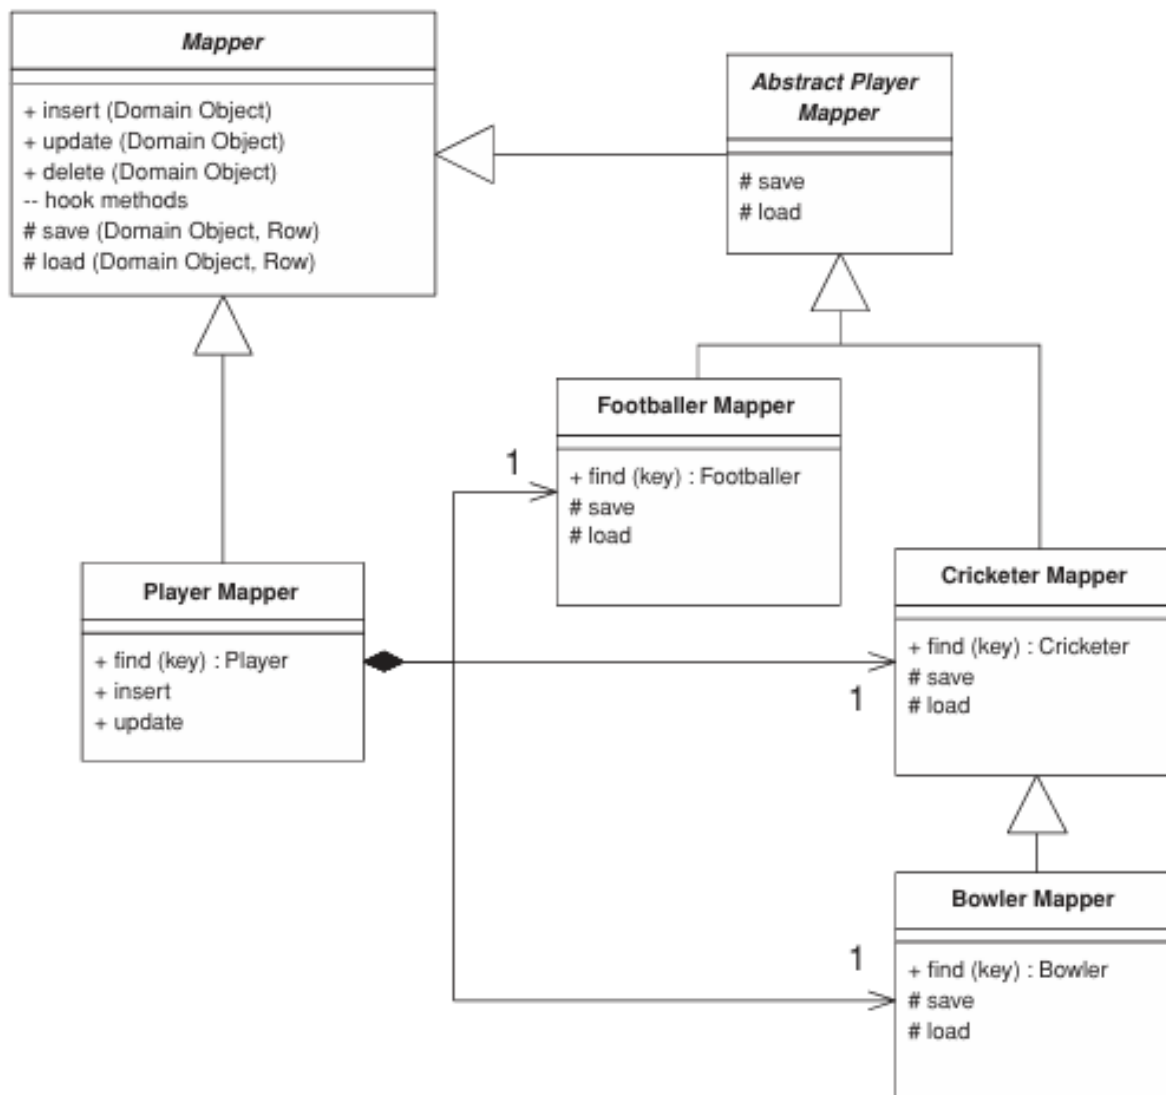 Mapper
+ insert (Domain Object)
+ update (Domain Object)
+ delete (Domain Object)
-- hook methods
# save (Domain Object, Row)
# load (Domain Object, Row)
Abstract Player
Mapper
# save
# load
Footballer Mapper
+ find (key) : Footballer
# save
# load
1
Player Mapper
+ find (key) : Player
+ insert
+ update
Cricketer Mapper
+ find (key) : Cricketer
# save
# load
1
Bowler Mapper
+ find (key) : Bowler
# save
# load
1